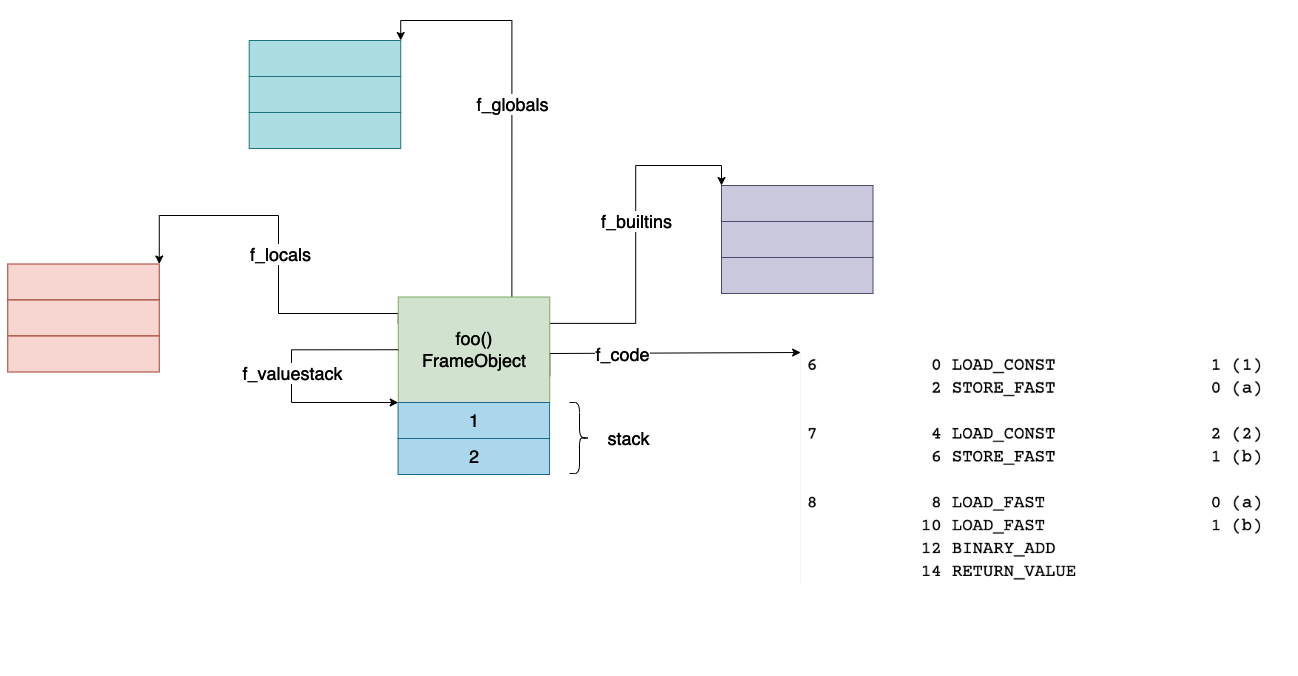 f_globals
f_builtins
f_locals
foo()
FrameObject
f_code
f_valuestack
1
2
stack
6 0 LOAD_CONST 1 (1)
2 STORE_FAST 0 (a)
7 4 LOAD_CONST 2 (2)
6 STORE_FAST 1 (b)
8 8 LOAD_FAST 0 (a)
10 LOAD_FAST 1 (b)
12 BINARY_ADD
14 RETURN_VALUE